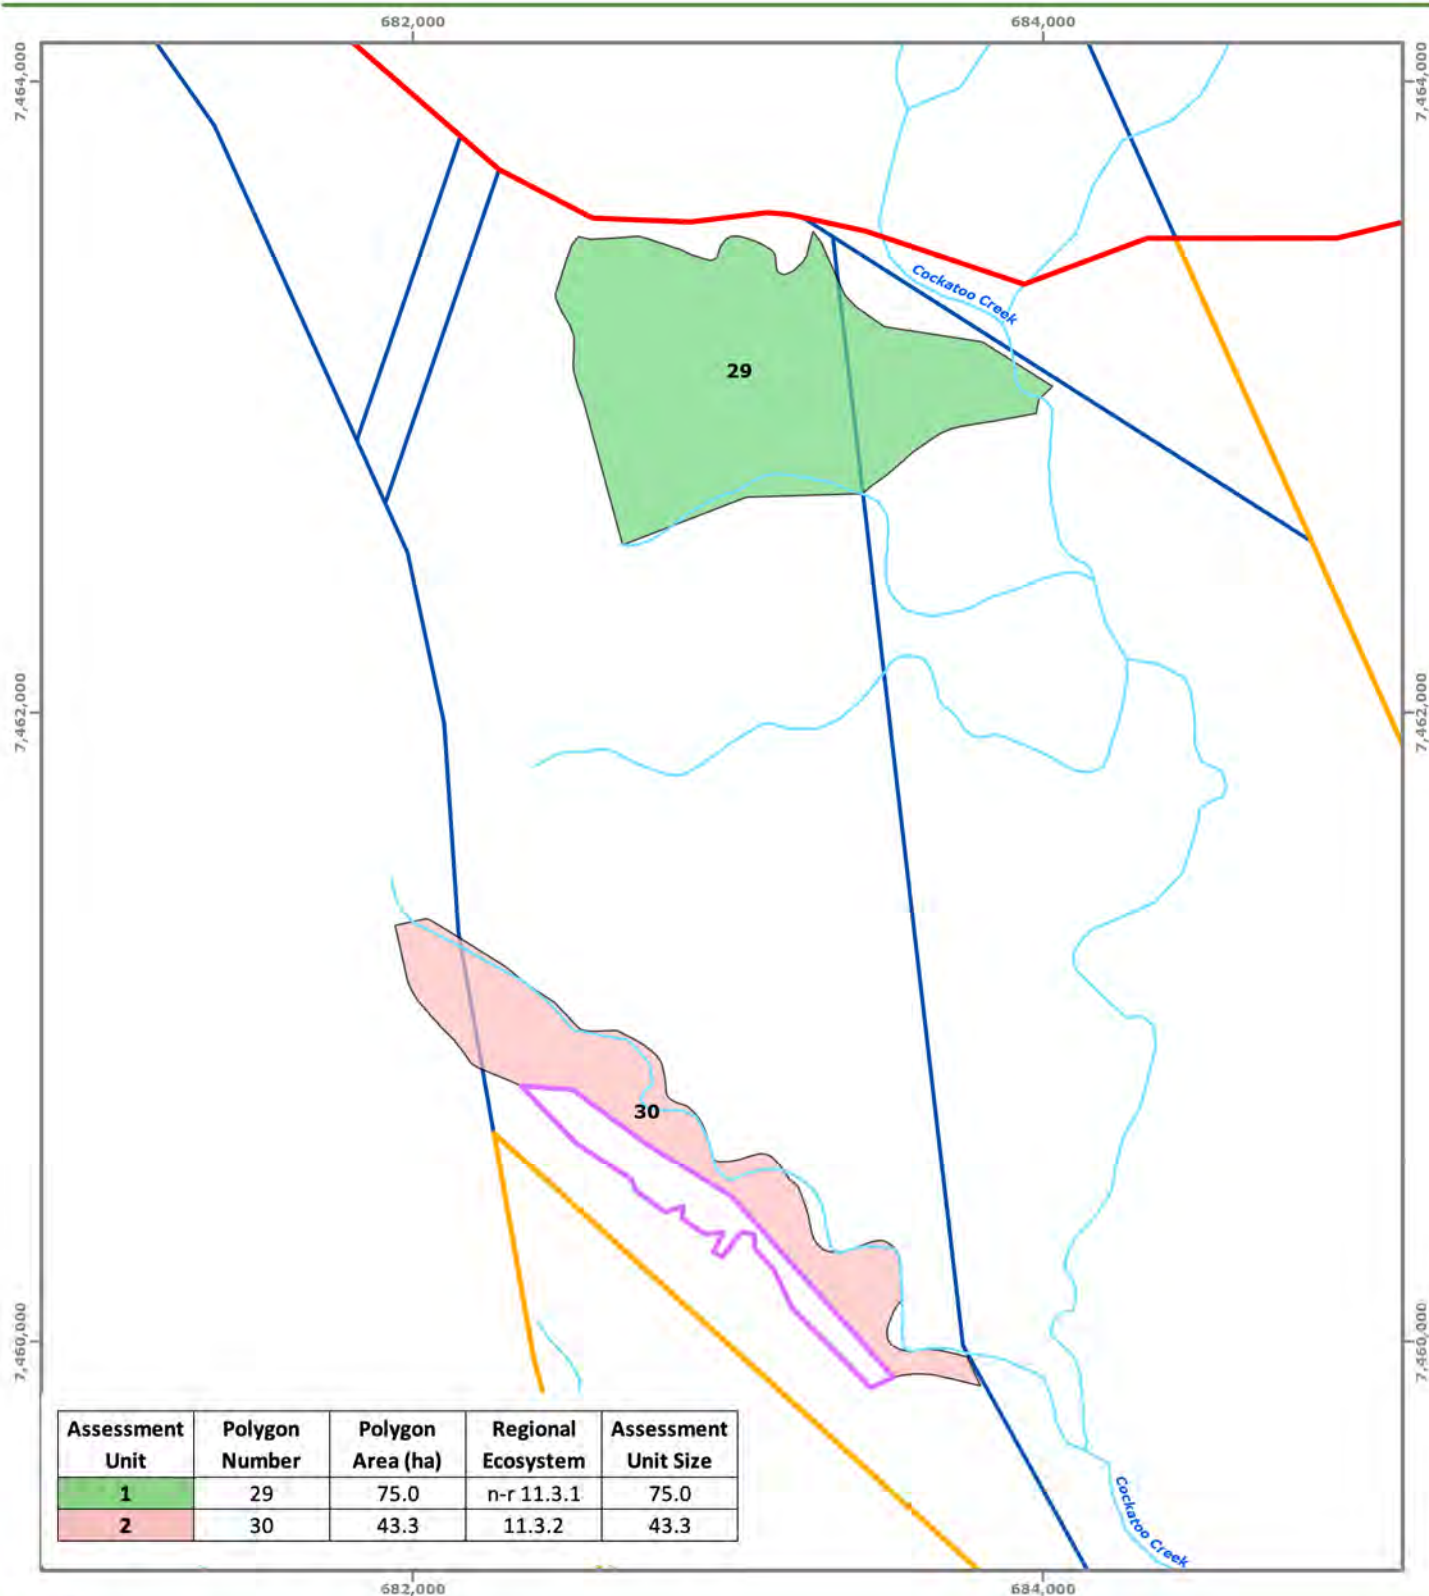 682,000 684,000
7,464,000 7,464,000
Cockatoo Creek
29
7,462,000 7,462,000
30
7,460,000 7,460,000
Assessment Unit Polygon Number Polygon Area (ha) Regional Ecosystem Assessment Unit Size
1 29 75.0 n-r 11.3.1 75.0
2 30 43.3 11.3.2 43.3
Cockatoo Creek
682,000 684,000